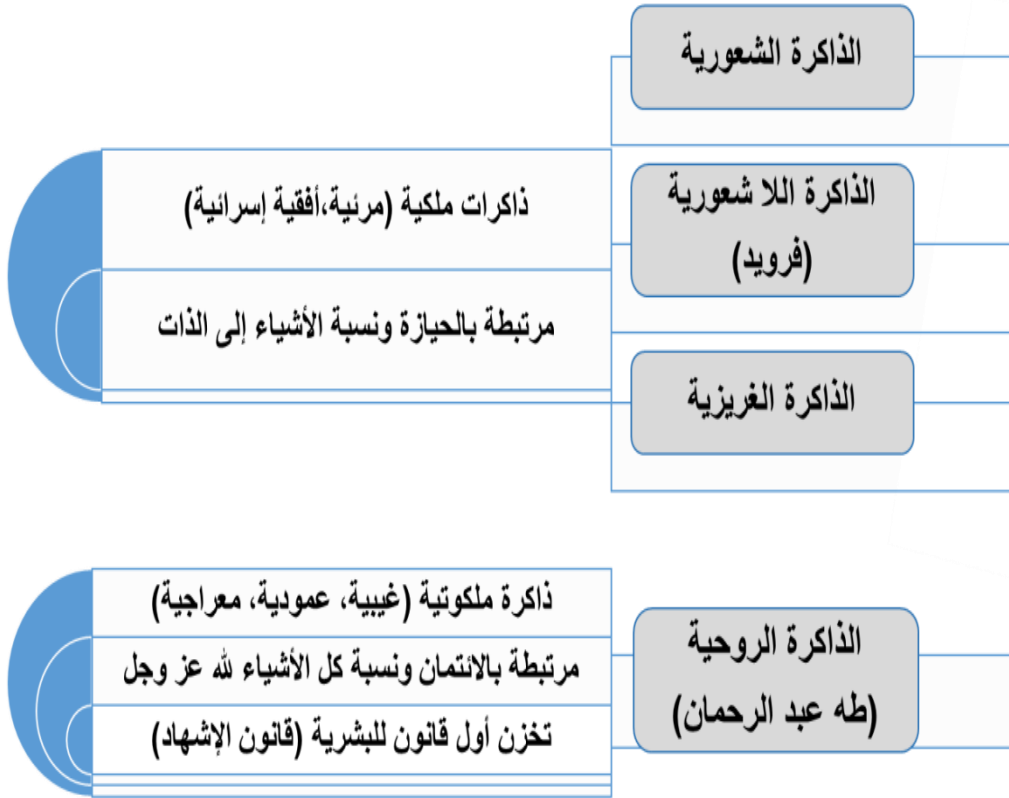 الذاكرة الشعورية
الذاكرة اللا شعورية
(فرويد)
الذاكرة الغريزية
ذاكرات ملكية (مرئية،أفقية إسرائية)
مرتبطة بالحيازة ونسبة الأشياء إلى الذات
الذاكرة الروحية
(طه عبد الرحمان)
ذاكرة ملكوتية (غيبية، عمودية، معراجية)
مرتبطة بالائتمان ونسبة كل الأشياء لله عز وجل
تخزن أول قانون للبشرية (قانون الإشهاد)